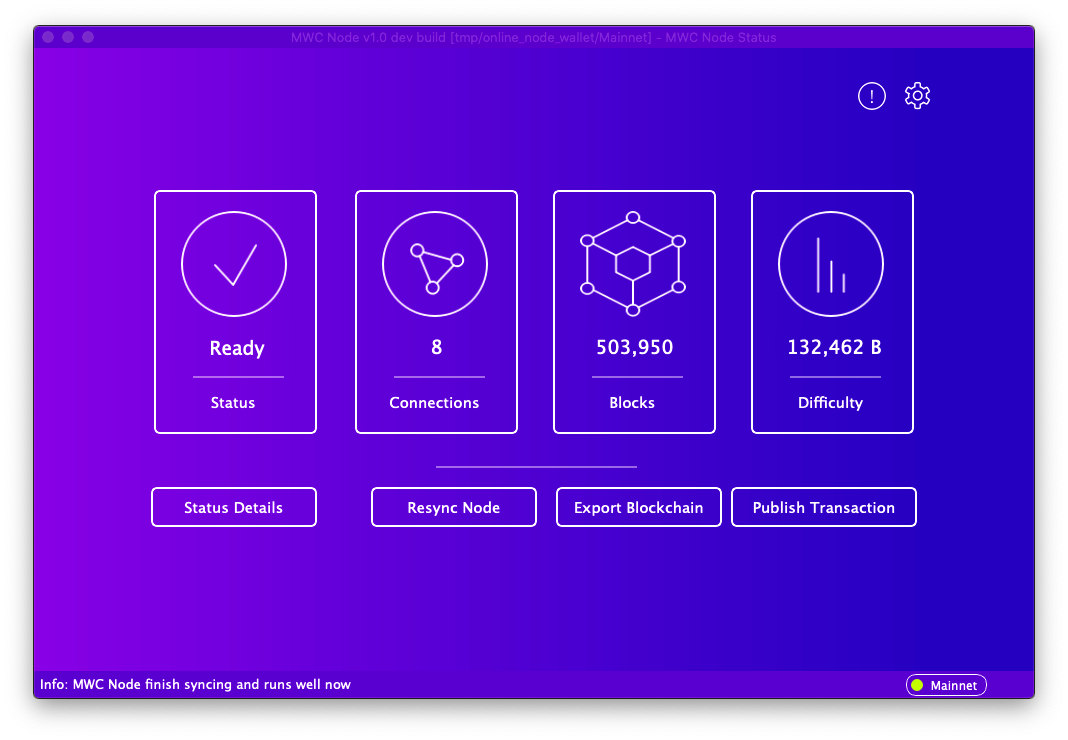 MWC Node v1.0 dev build [tmp/online_node_wallet/Mainnet] - MWC Node Status
Ready
Status
8
Connections
503,950
Blocks
132,462 B
Difficulty
Status Details
Resync Node
Export Blockchain
Publish Transaction
Info: MWC Node finish syncing and runs well now
Mainnet